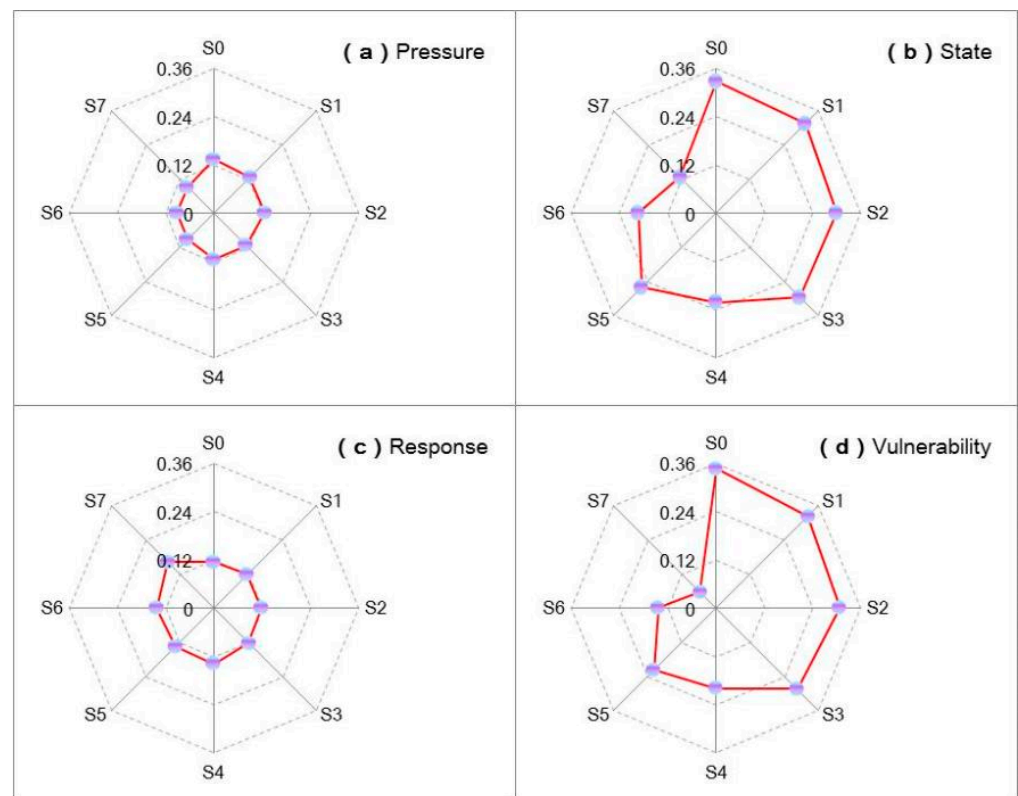 ( a ) Pressure
S0
0.36
S7
S1
0.24
0.12
S6
0
S2
S5
S3
S4
( b ) State
S0
0.36
S7
S1
0.24
0.12
S6
0
S2
S5
S3
S4
( c ) Response
S0
0.36
S7
S1
0.24
0.12
S6
0
S2
S5
S3
S4
( d ) Vulnerability
S0
0.36
S7
S1
0.24
0.12
S6
0
S2
S5
S3
S4